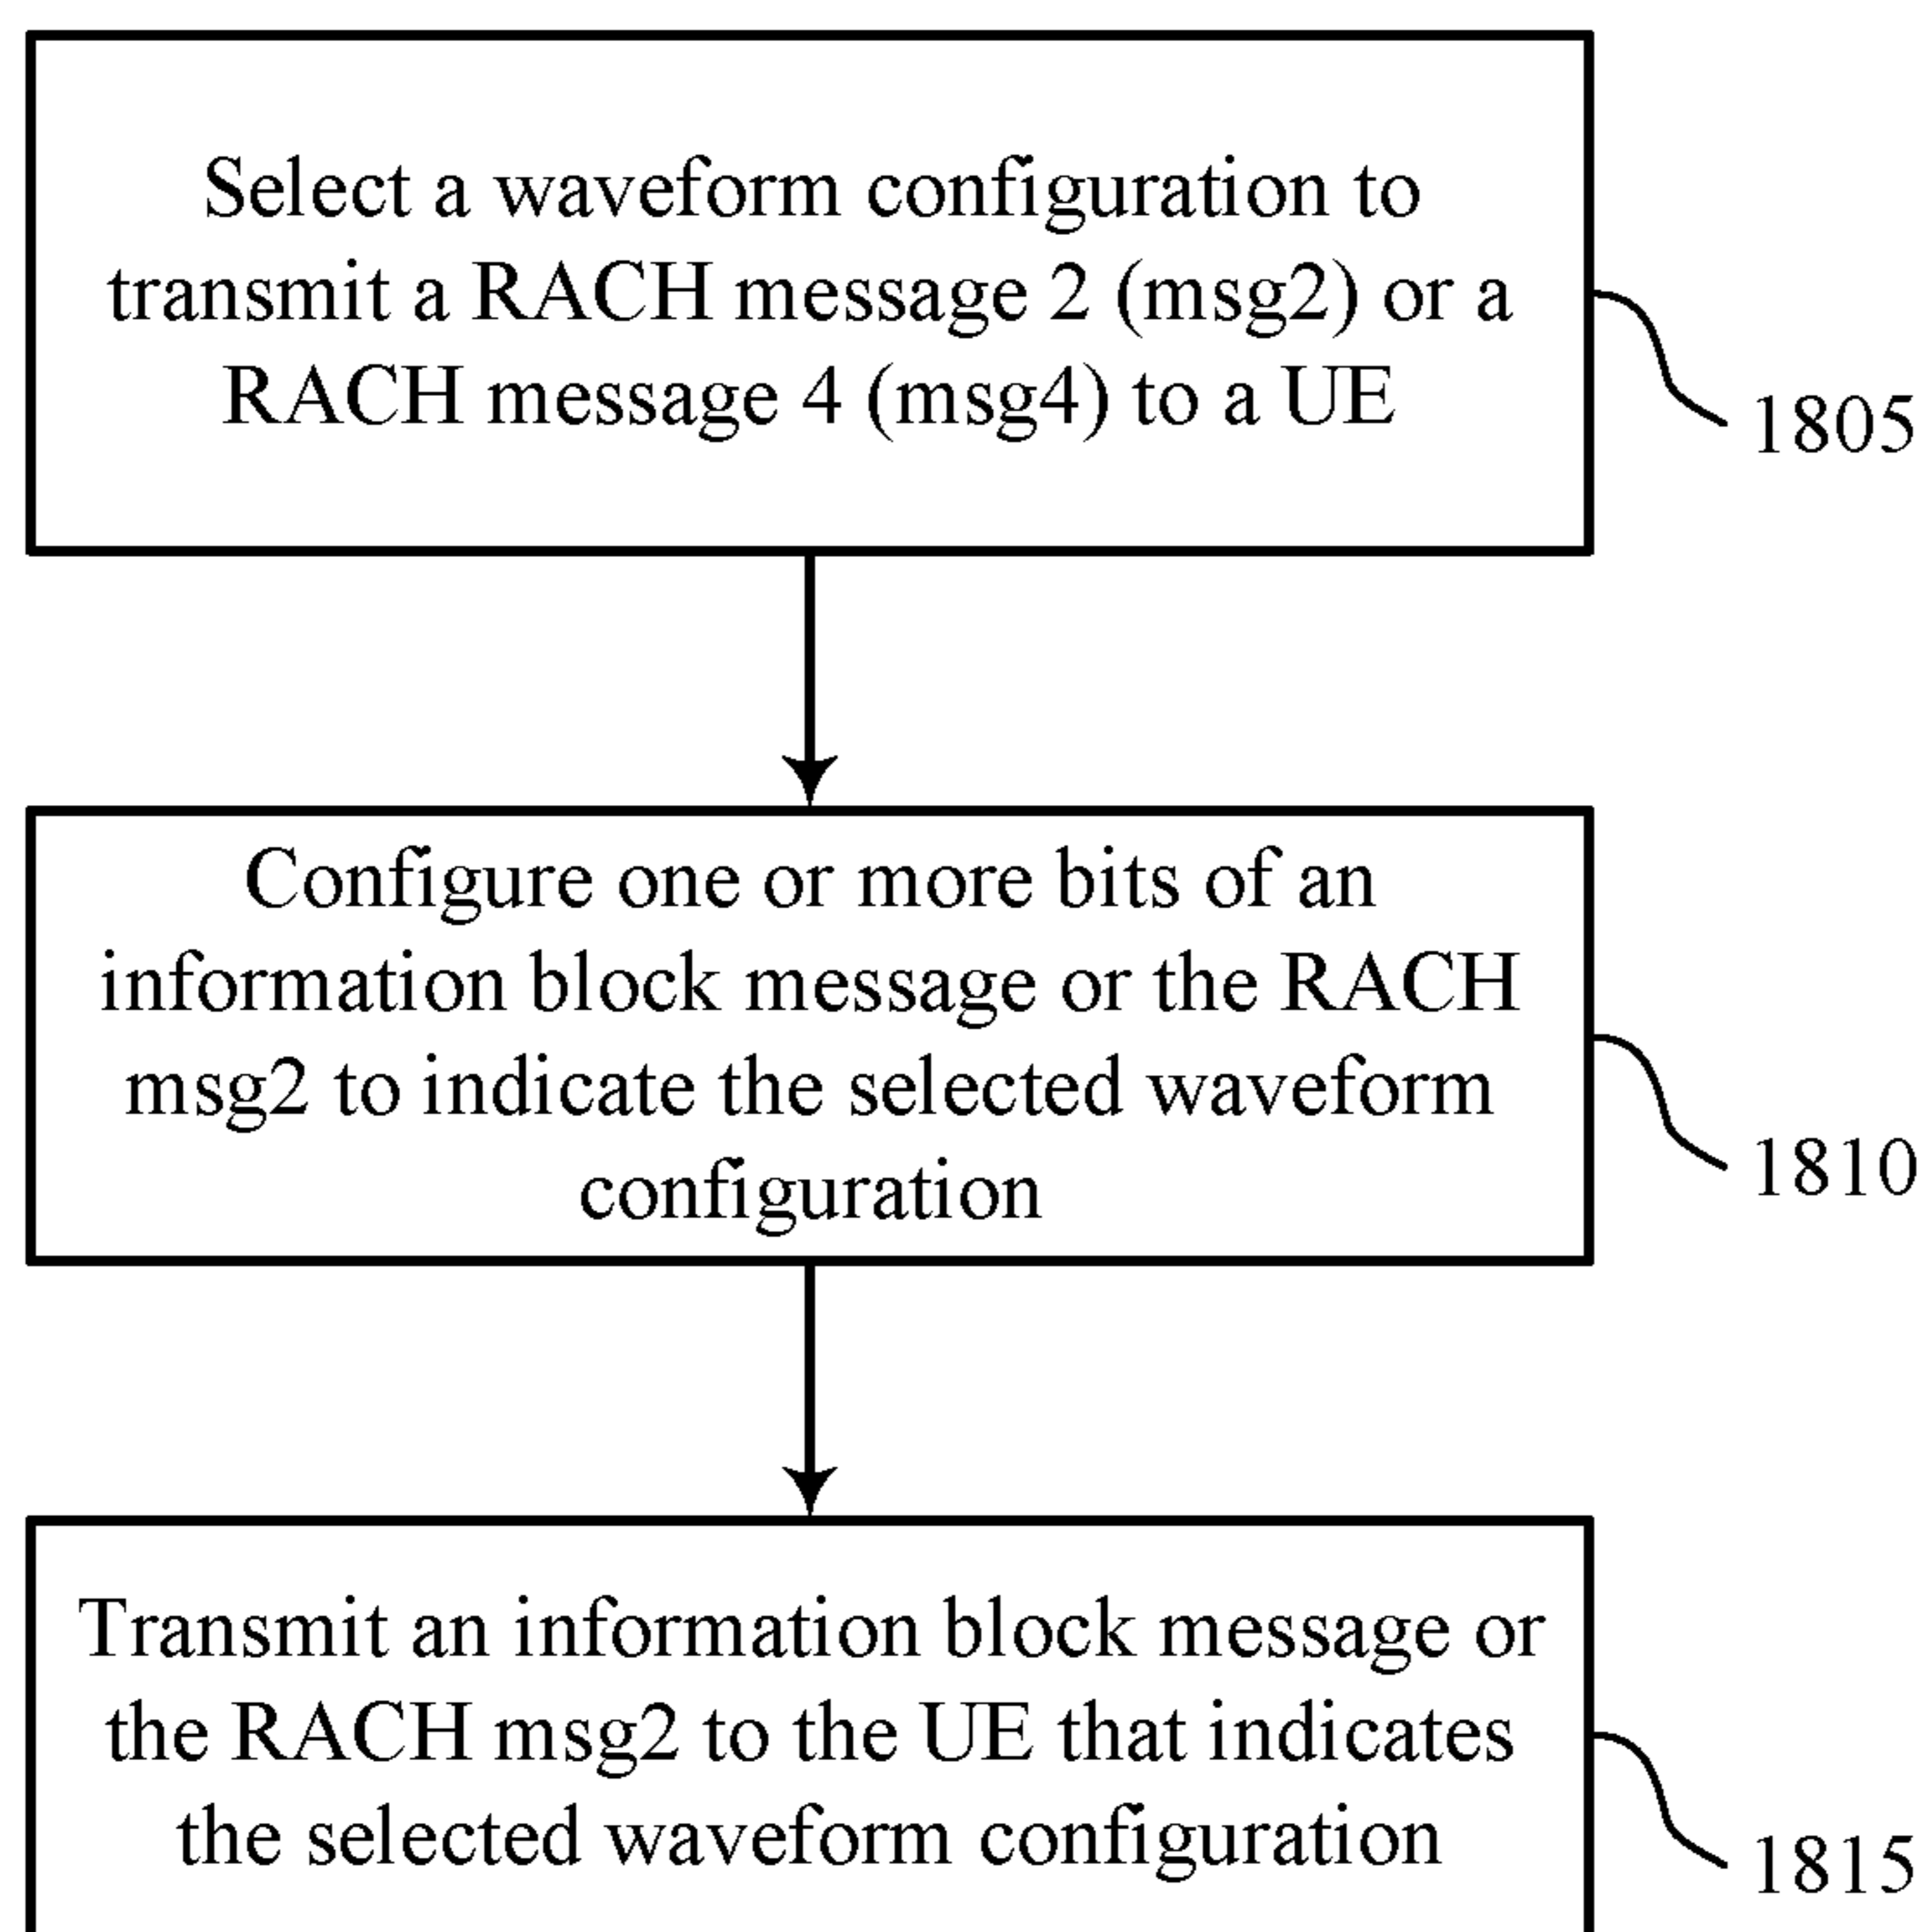 Select a waveform configuration to
transmit a RACH message 2 (msg2) or a
RACH message 4 (msg4) to a UE
1805
Configure one or more bits of an
information block message or the RACH
msg2 to indicate the selected waveform
configuration
1810
Transmit an information block message or
the RACH msg2 to the UE that indicates
the selected waveform configuration
1815